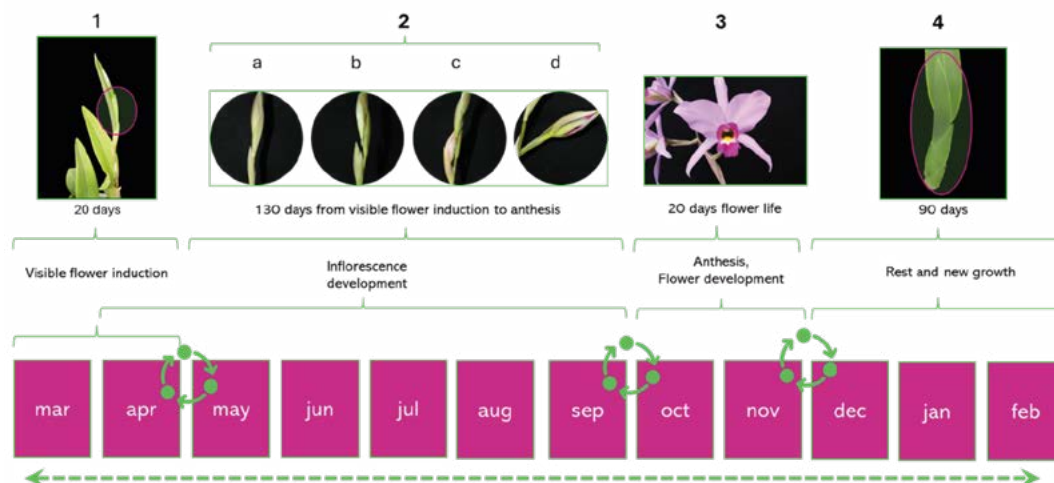 1
2
3
4
a
b
c
d
20 days
130 days from visible flower induction to anthesis
20 days flower life
90 days
Visible flower induction
Inflorescence
development
Anthesis,
Flower development
Rest and new growth
mar
apr
may
jun
jul
aug
sep
oct
nov
dec
jan
feb